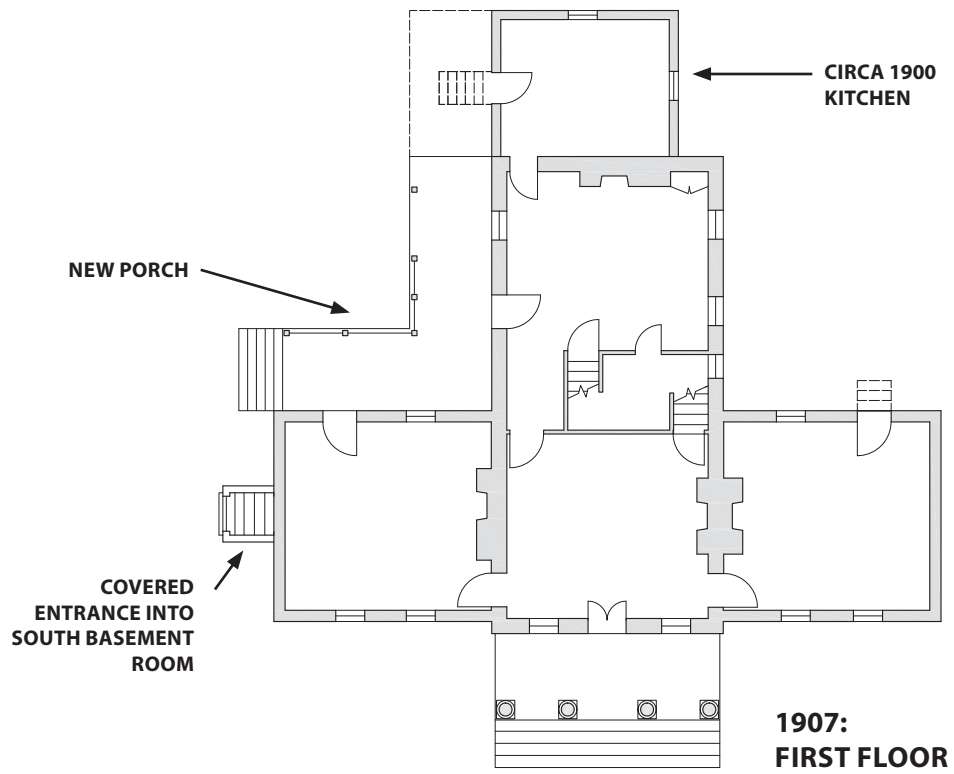 CIRCA 1900
KITCHEN
NEW PORCH
COVERED
ENTRANCE INTO
SOUTH BASEMENT
ROOM
1907:
FIRST FLOOR